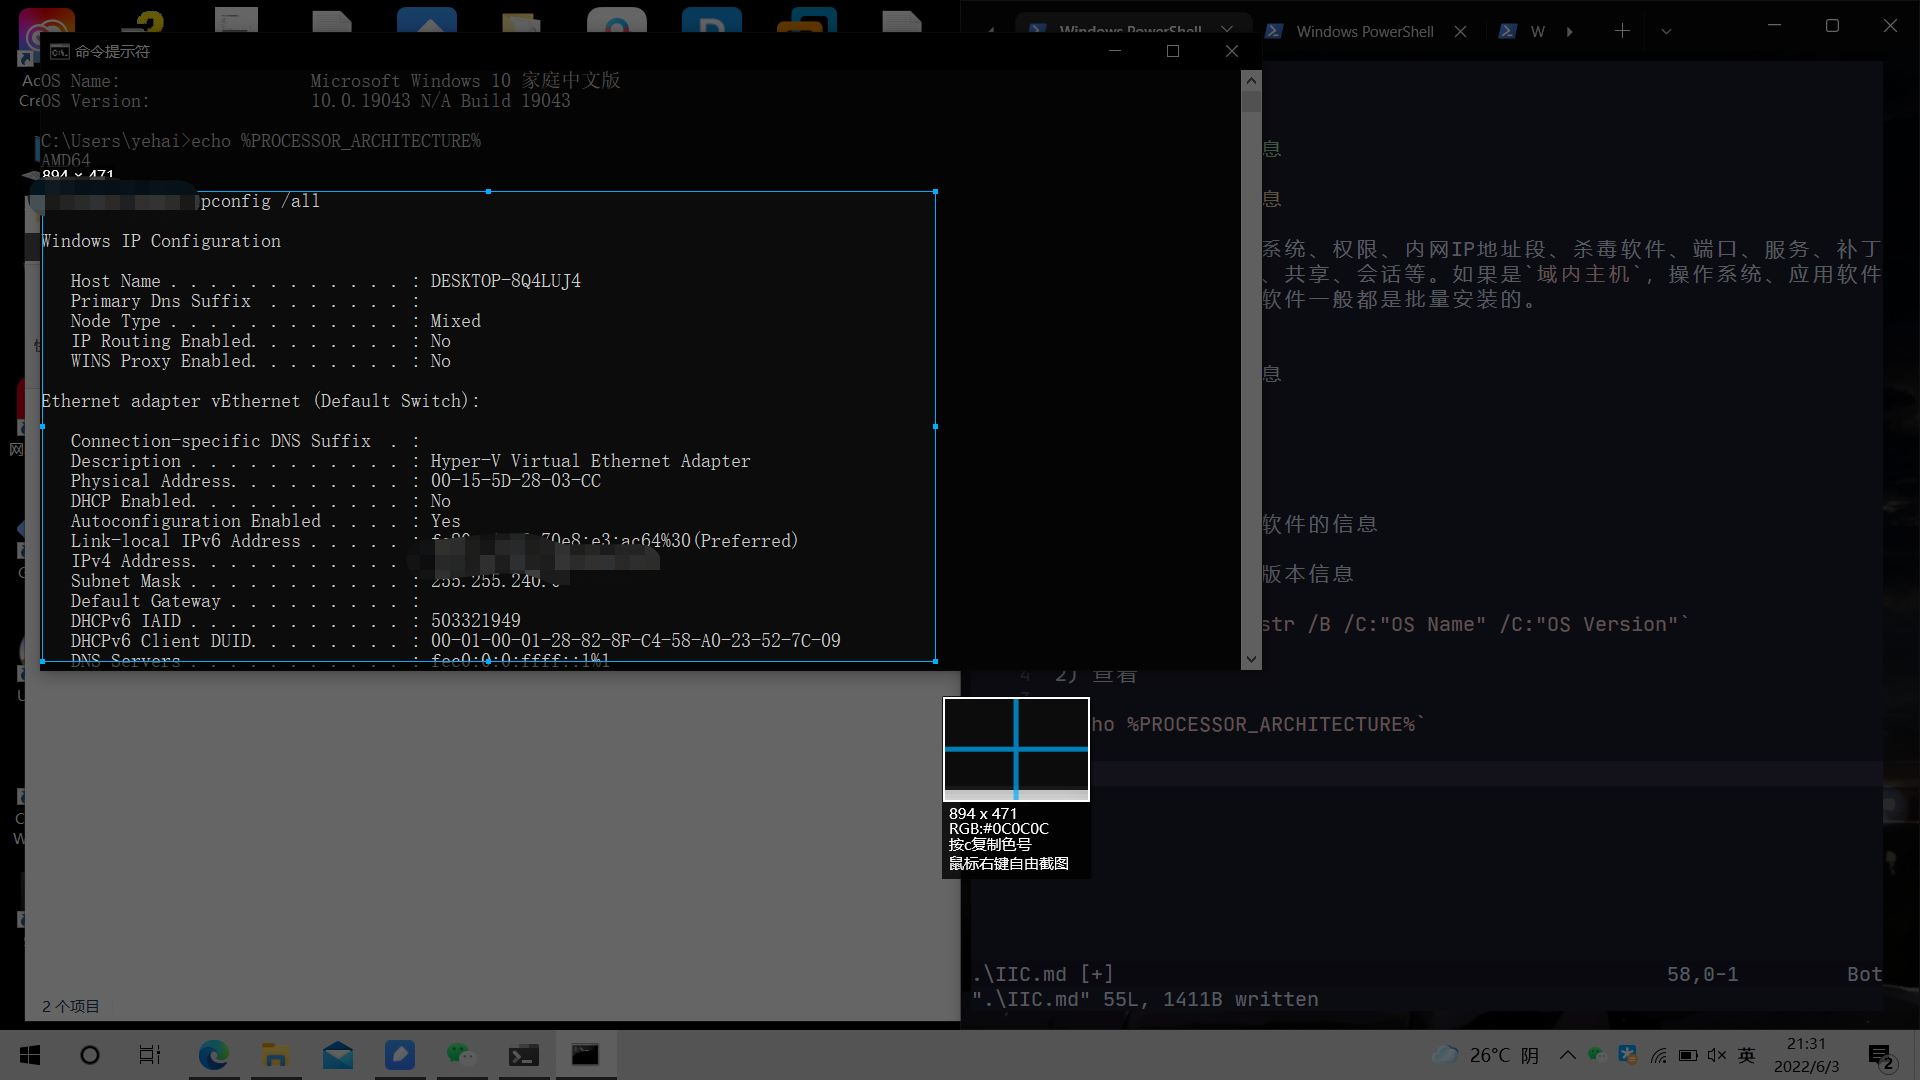 命令提示符
OS Name: Microsoft Windows 10 家庭中文版
OS Version: 10.0.19043 N/A Build 19043
C:\Users\yehai>echo %PROCESSOR_ARCHITECTURE%
AMD64
894 × 471
pconfig /all
Windows IP Configuration
Host Name . . . . . . . . . . . . : DESKTOP-8Q4LUJ4
Primary Dns Suffix . . . . . . . :
Node Type . . . . . . . . . . . . : Mixed
IP Routing Enabled. . . . . . . . : No
WINS Proxy Enabled. . . . . . . . : No
Ethernet adapter vEthernet (Default Switch):
Connection-specific DNS Suffix . :
Description . . . . . . . . . . . : Hyper-V Virtual Ethernet Adapter
Physical Address. . . . . . . . . : 00-15-5D-28-03-CC
DHCP Enabled. . . . . . . . . . . : No
Autoconfiguration Enabled . . . . : Yes
Link-local IPv6 Address . . . . . : 70e8:e3:ac64%30(Preferred)
IPv4 Address. . . . . . . . . . .
Subnet Mask . . . . . . . . . . . : 255.255.240.
Default Gateway . . . . . . . . . :
DHCPv6 IAID . . . . . . . . . . . : 503321949
DHCPv6 Client DUID. . . . . . . . : 00-01-00-01-28-82-8F-C4-58-A0-23-52-7C-09
DNS Servers . . . . . . . . . . . : fec0:0:0:ffff::1%1
Windows PowerShell
Windows PowerShell
W
息
息
系统、权限、内网IP地址段、杀毒软件、端口、服务、补丁
、共享、会话等。如果是`域内主机`, 操作系统、应用软件
软件一般都是批量安装的。
息
软件的信息
版本信息
str /B /C:"OS Name" /C:"OS Version"`
4 2) 查看
ho %PROCESSOR_ARCHITECTURE%`
894 x 471
RGB:#0C0C0C
按c复制色号
鼠标右键自由截图
.\IIC.md [+] 58,0-1 Bot
".\IIC.md" 55L, 1411B written
2 个项目
26°C 阴
英
21:31
2022/6/3
2